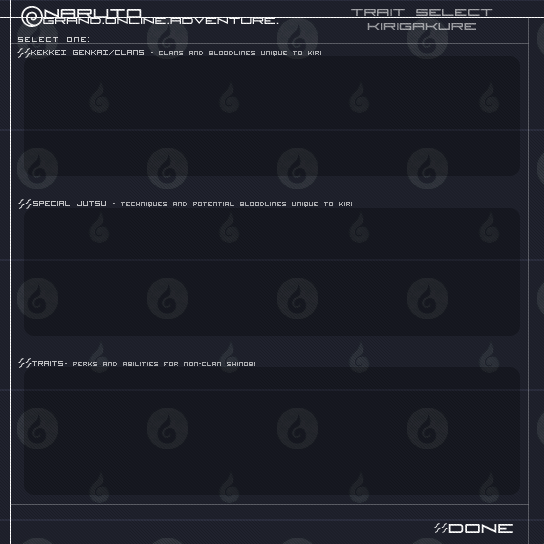 NARUTO
GRAND.ONLINE.ADVENTURE.
TRAIT SELECT
KIRIGAKURE
SELECT ONE:
KEKKEI GENKAI/CLANS - CLANS AND BLOODLINES UNIQUE TO KIRI
SPECIAL JUTSU - TECHNIQUES AND POTENTIAL BLOODLINES UNIQUE TO KIRI
TRAITS- PERKS AND ABILITIES FOR NON-CLAN SHINOBI
DONE